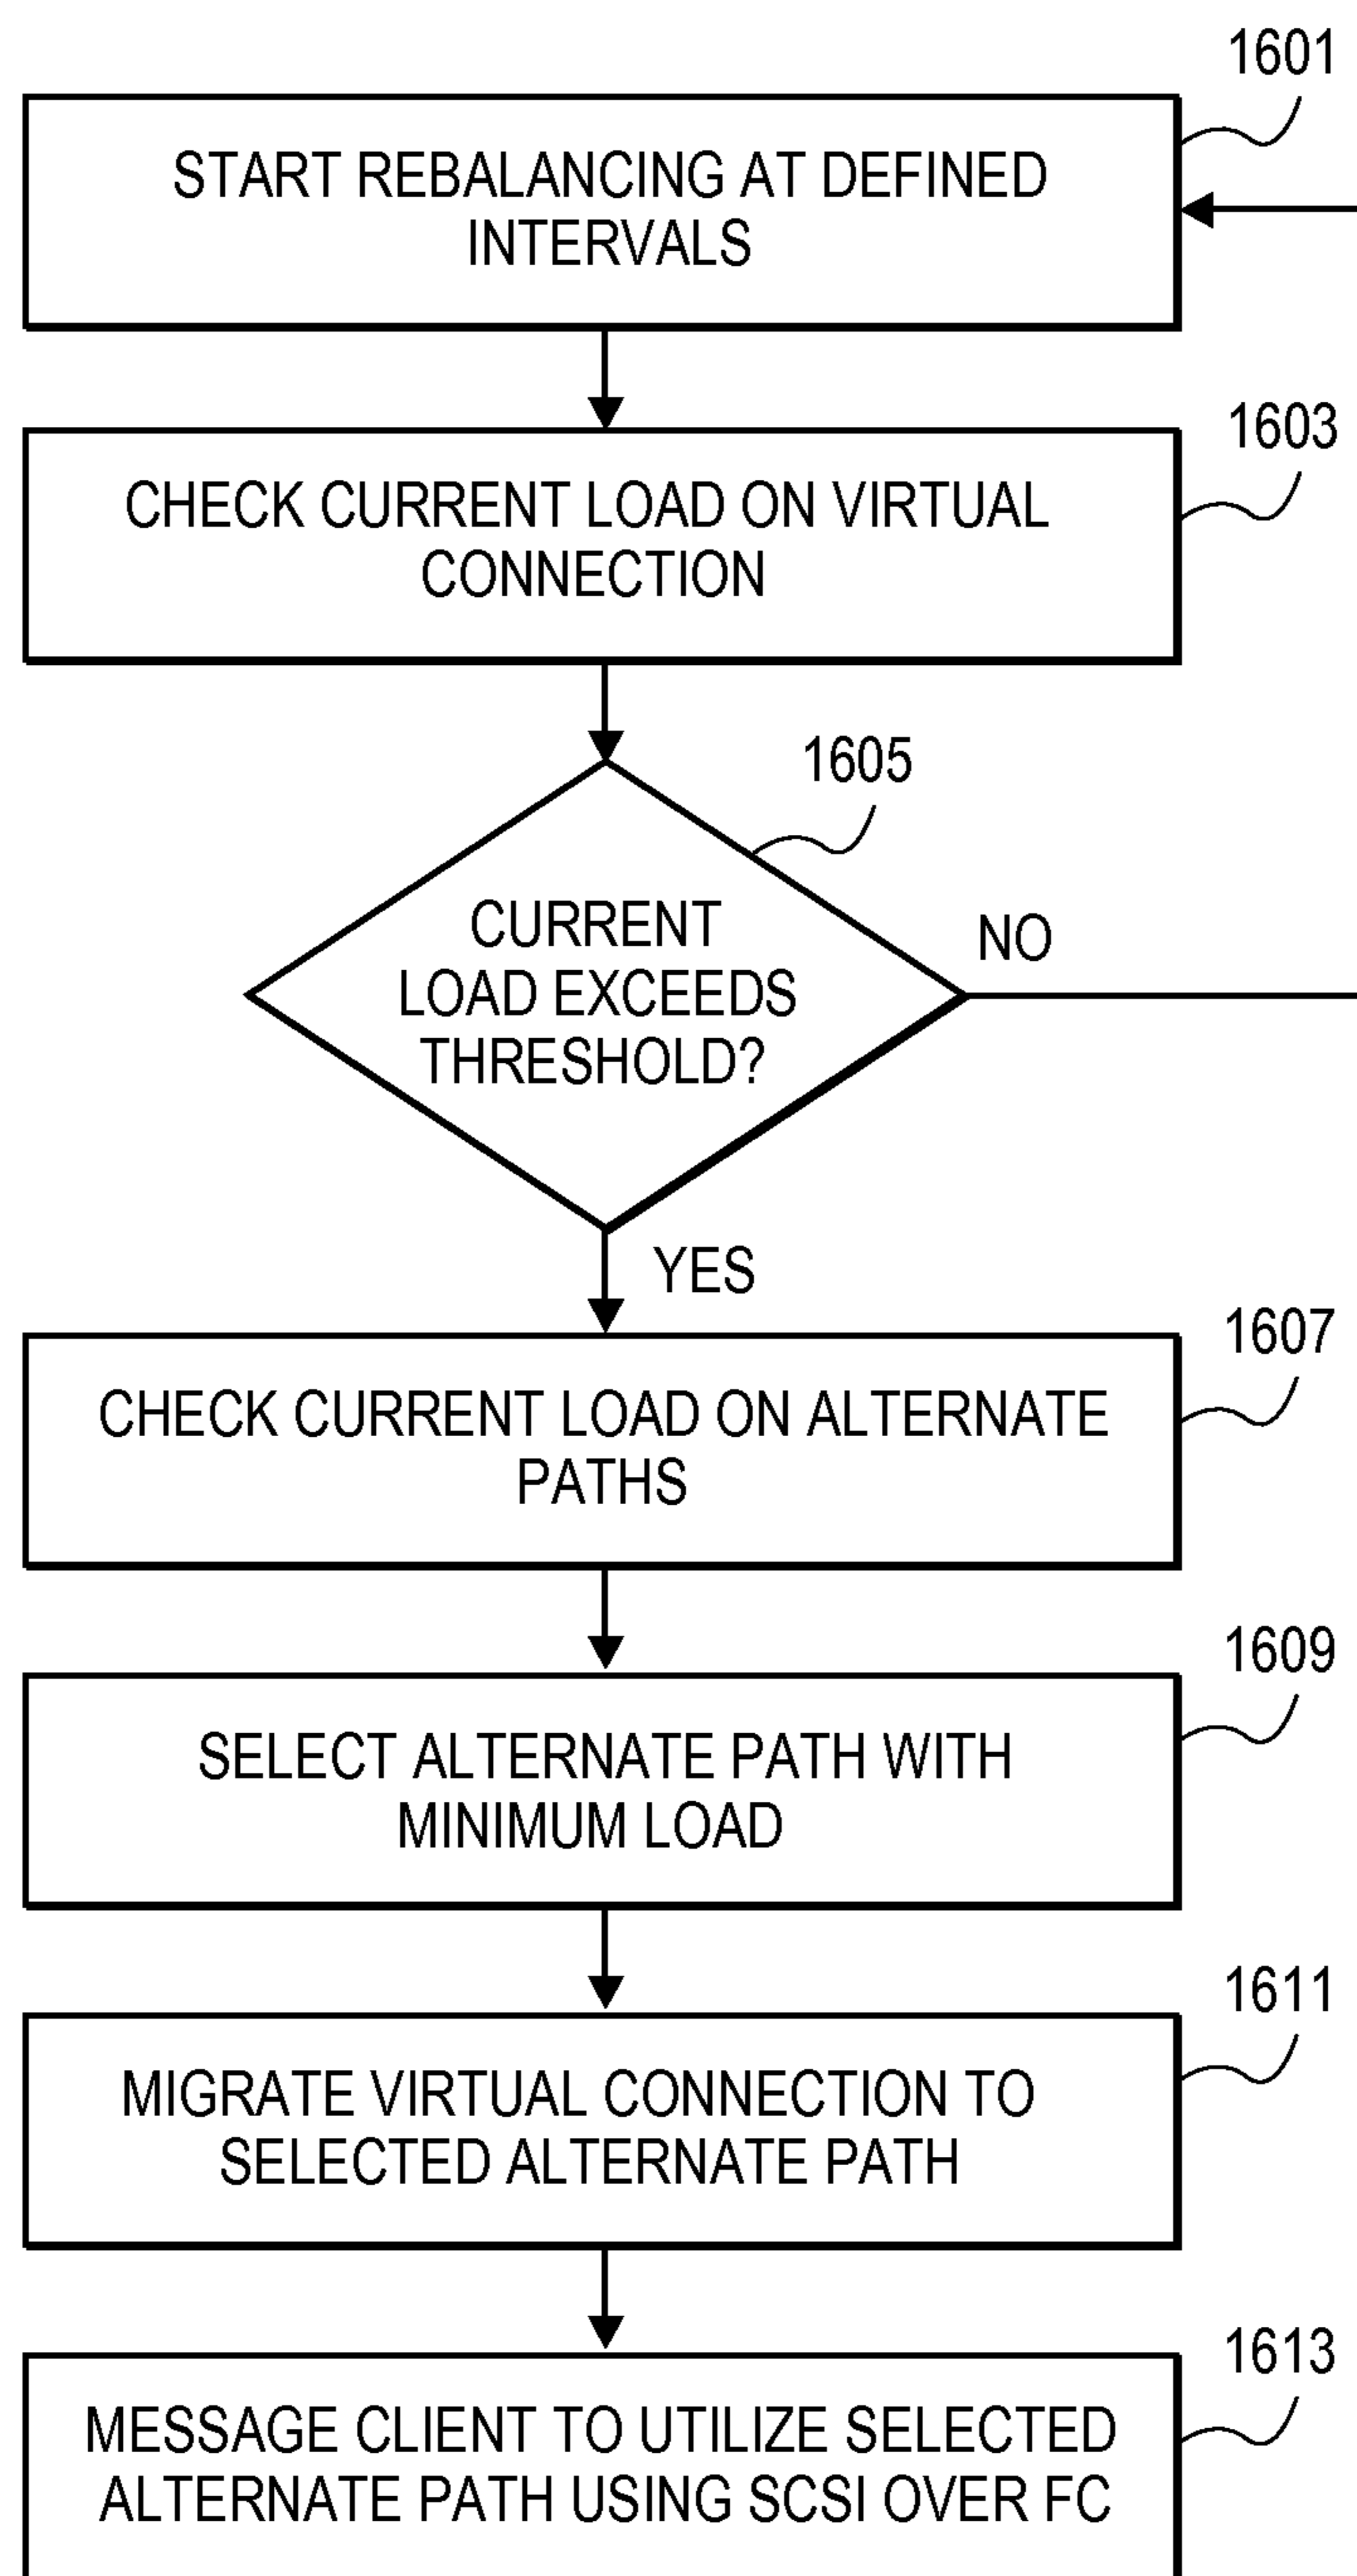 1601
START REBALANCING AT DEFINED
INTERVALS
1603
CHECK CURRENT LOAD ON VIRTUAL
CONNECTION
1605
CURRENT
LOAD EXCEEDS
THRESHOLD?
NO
YES
1607
CHECK CURRENT LOAD ON ALTERNATE
PATHS
1609
SELECT ALTERNATE PATH WITH
MINIMUM LOAD
1611
MIGRATE VIRTUAL CONNECTION TO
SELECTED ALTERNATE PATH
1613
MESSAGE CLIENT TO UTILIZE SELECTED
ALTERNATE PATH USING SCSI OVER FC